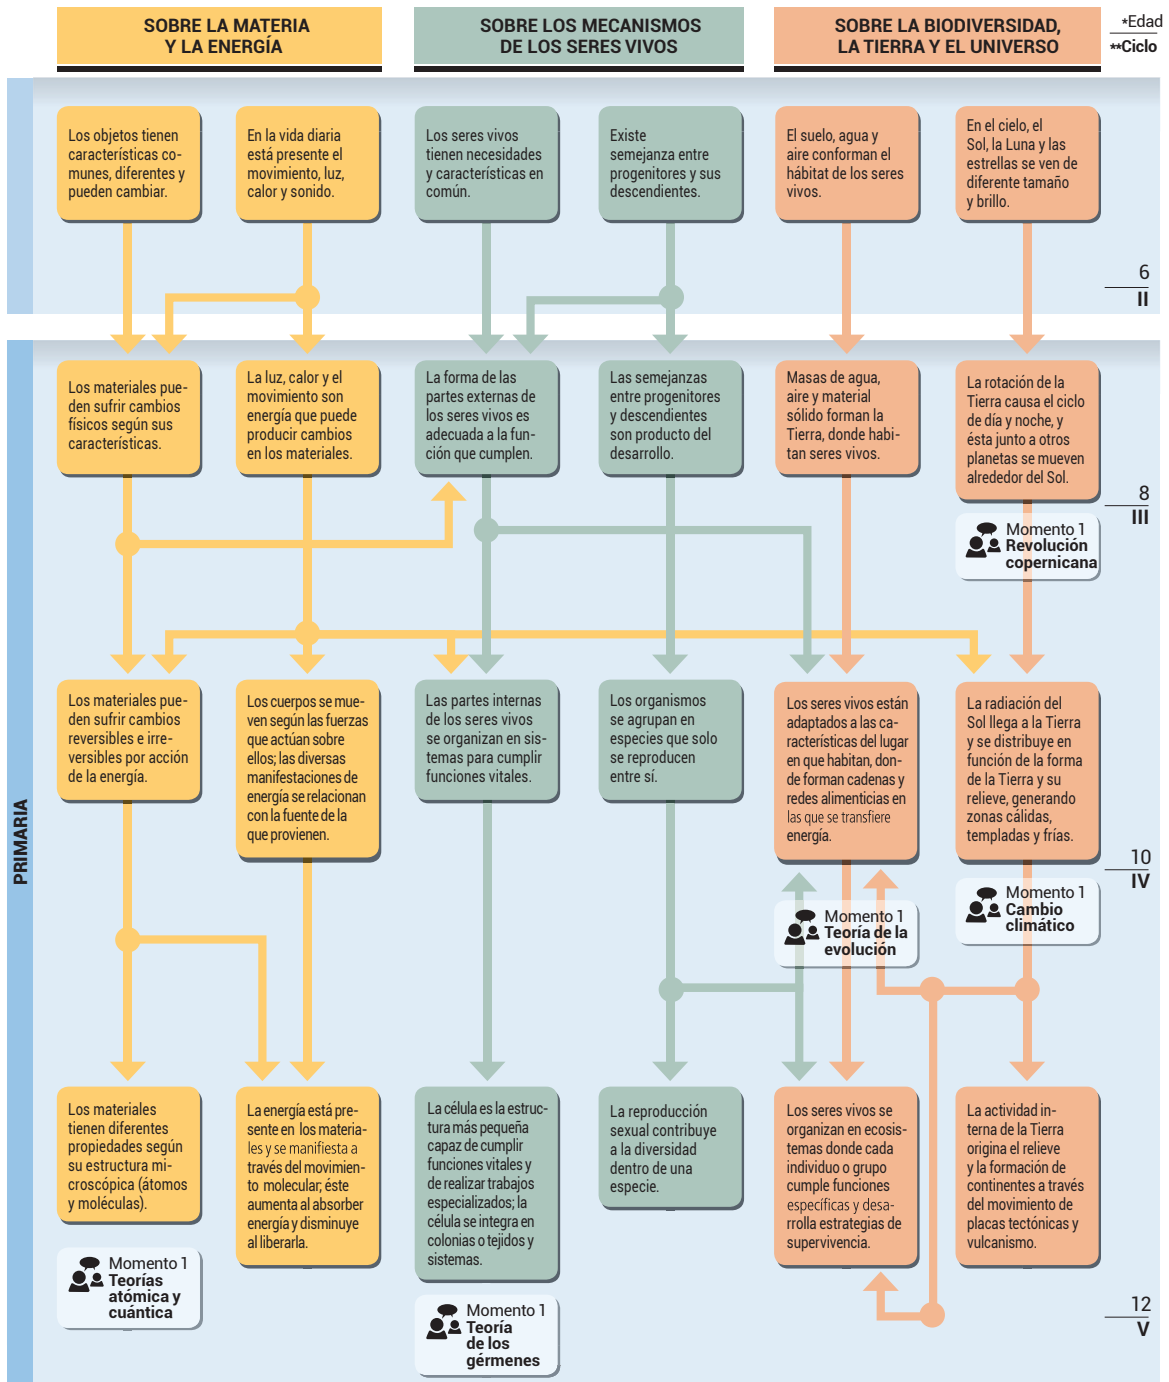 SOBRE LA MATERIA
Y LA ENERGÍA
SOBRE LOS MECANISMOS
DE LOS SERES VIVOS
SOBRE LA BIODIVERSIDAD,
LA TIERRA Y EL UNIVERSO
*Edad
**Ciclo
Los objetos tienen
características co-
munes, diferentes y
pueden cambiar.
En la vida diaria
está presente el
movimiento, luz,
calor y sonido.
Los seres vivos
tienen necesidades
y características en
común.
Existe
semejanza entre
progenitores y sus
descendientes.
El suelo, agua y
aire conforman el
hábitat de los seres
vivos.
En el cielo, el
Sol, la Luna y las
estrellas se ven de
diferente tamaño
y brillo.
6
II
PRIMARIA
Los materiales pue-
den sufrir cambios
físicos según sus
características.
La luz, calor y el
movimiento son
energía que puede
producir cambios
en los materiales.
La forma de las
partes externas de
los seres vivos es
adecuada a la fun-
ción que cumplen.
Las semejanzas
entre progenitores
y descendientes
son producto del
desarrollo.
Masas de agua,
aire y material
sólido forman la
Tierra, donde habi-
tan seres vivos.
La rotación de la
Tierra causa el ciclo
de día y noche, y
ésta junto a otros
planetas se mueven
alrededor del Sol.
8
III
Momento 1
Revolución
copernicana
Los materiales pue-
den sufrir cambios
reversibles e irre-
versibles por acción
de la energía.
Los cuerpos se mue-
ven según las fuerzas
que actúan sobre
ellos; las diversas
manifestaciones de
energía se relacionan
con la fuente de la
que provienen.
Las partes internas
de los seres vivos
se organizan en sis-
temas para cumplir
funciones vitales.
Los organismos
se agrupan en
especies que solo
se reproducen
entre sí.
Los seres vivos están
adaptados a las ca-
racterísticas del lugar
en que habitan, don-
de forman cadenas y
redes alimenticias en
las que se transfiere
energía.
La radiación del
Sol llega a la Tierra
y se distribuye en
función de la forma
de la Tierra y su
relieve, generando
zonas cálidas,
templadas y frías.
10
IV
Momento 1
Teoría de la
evolución
Momento 1
Cambio
climático
Los materiales
tienen diferentes
propiedades según
su estructura mi-
croscópica (átomos
y moléculas).
La energía está pre-
sente en los materia-
les y se manifiesta a
través del movimien-
to molecular; éste
aumenta al absorber
energía y disminuye
al liberarla.
La célula es la estruc-
tura más pequeña
capaz de cumplir
funciones vitales y
de realizar trabajos
especializados; la
célula se integra en
colonias o tejidos y
sistemas.
La reproducción
sexual contribuye
a la diversidad
dentro de una
especie.
Los seres vivos se
organizan en ecosis-
temas donde cada
individuo o grupo
cumple funciones
específicas y desa-
rrolla estrategias de
supervivencia.
La actividad in-
terna de la Tierra
origina el relieve
y la formación de
continentes a través
del movimiento de
placas tectónicas y
vulcanismo.
Momento 1
Teorías
atómica y
cuántica
Momento 1
Teoría
de los
gérmenes
12
V